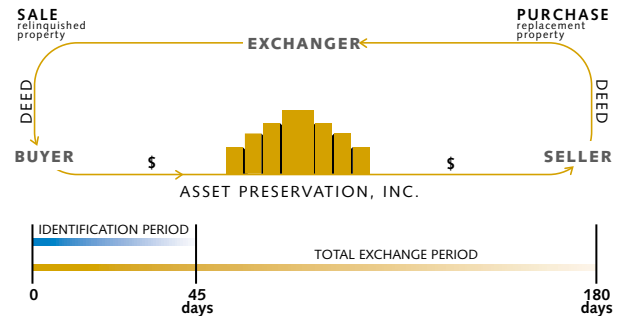 SALE
relinquished
property
PURCHASE
replacement
property
EXCHANGER
DEED
DEED
BUYER
$
$
SELLER
ASSET PRESERVATION, INC.
IDENTIFICATION PERIOD
TOTAL EXCHANGE PERIOD
0
45
days
180
days